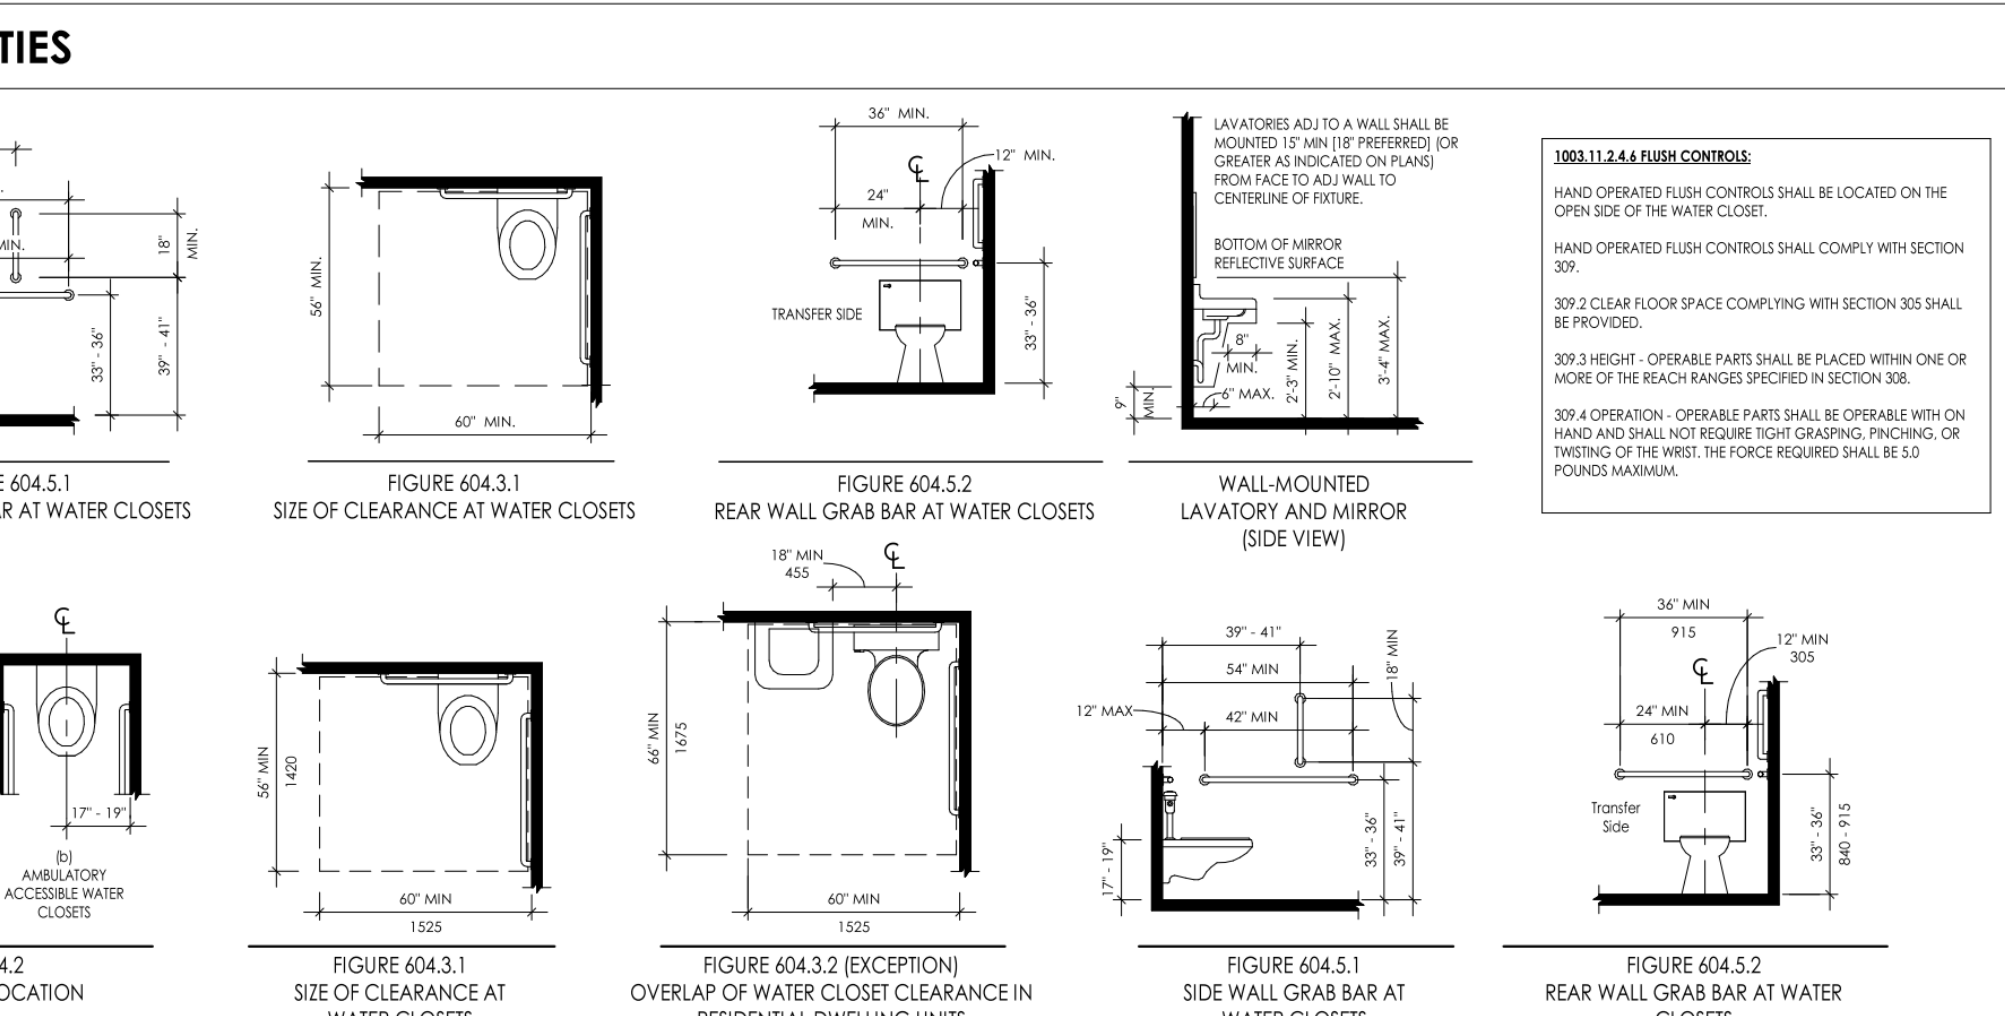 TIES
MIN.
18"
MIN.
33" - 36"
39" - 41"
E 604.5.1
AR AT WATER CLOSETS
56" MIN.
60" MIN.
FIGURE 604.3.1
SIZE OF CLEARANCE AT WATER CLOSETS
36" MIN.
12" MIN.
24"
MIN.
TRANSFER SIDE
33" - 36"
FIGURE 604.5.2
REAR WALL GRAB BAR AT WATER CLOSETS
LAVATORIES ADJ TO A WALL SHALL BE
MOUNTED 15" MIN [18" PREFERRED] (OR
GREATER AS INDICATED ON PLANS)
FROM FACE TO ADJ WALL TO
CENTERLINE OF FIXTURE.
BOTTOM OF MIRROR
REFLECTIVE SURFACE
8"
MIN.
6" MAX.
9"
MIN.
2'-3" MIN.
2'-10" MAX.
3'-4" MAX.
WALL-MOUNTED
LAVATORY AND MIRROR
(SIDE VIEW)
1003.11.2.4.6 FLUSH CONTROLS:
HAND OPERATED FLUSH CONTROLS SHALL BE LOCATED ON THE
OPEN SIDE OF THE WATER CLOSET.
HAND OPERATED FLUSH CONTROLS SHALL COMPLY WITH SECTION
309.
309.2 CLEAR FLOOR SPACE COMPLYING WITH SECTION 305 SHALL
BE PROVIDED.
309.3 HEIGHT - OPERABLE PARTS SHALL BE PLACED WITHIN ONE OR
MORE OF THE REACH RANGES SPECIFIED IN SECTION 308.
309.4 OPERATION - OPERABLE PARTS SHALL BE OPERABLE WITH ON
HAND AND SHALL NOT REQUIRE TIGHT GRASPING, PINCHING, OR
TWISTING OF THE WRIST. THE FORCE REQUIRED SHALL BE 5.0
POUNDS MAXIMUM.
17" - 19"
(b)
AMBULATORY
ACCESSIBLE WATER
CLOSETS
4.2
OCATION
56" MIN
1420
60" MIN
1525
FIGURE 604.3.1
SIZE OF CLEARANCE AT
WATER CLOSETS
18" MIN
455
66" MIN
1675
60" MIN
1525
FIGURE 604.3.2 (EXCEPTION)
OVERLAP OF WATER CLOSET CLEARANCE IN
RESIDENTIAL DWELLING UNITS
39" - 41"
54" MIN
12" MAX
42" MIN
18" MIN
17" - 19"
33" - 36"
39" - 41"
FIGURE 604.5.1
SIDE WALL GRAB BAR AT
WATER CLOSETS
36" MIN
915
12" MIN
305
24" MIN
610
Transfer
Side
33" - 36"
840 - 915
FIGURE 604.5.2
REAR WALL GRAB BAR AT WATER
CLOSETS